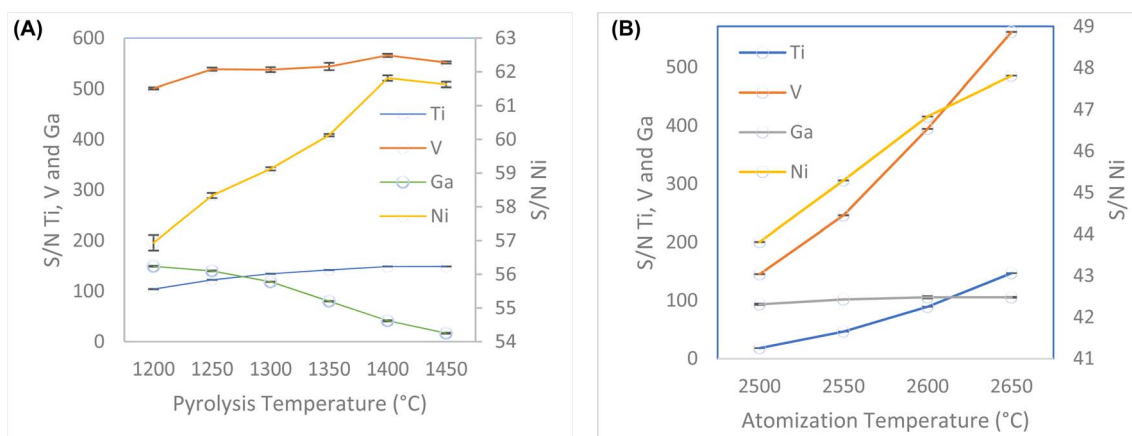 (A)
S/N Ti, V and Ga
600
500
400
300
200
100
0
63
62
61
60
59
58
57
56
55
54
S/N Ni
Ti
V
Ga
Ni
1200 1250 1300 1350 1400 1450
Pyrolysis Temperature (°C)
(B)
S/N Ti, V and Ga
500
400
300
200
100
0
49
48
47
46
45
44
43
42
41
S/N Ni
Ti
V
Ga
Ni
2500 2550 2600 2650
Atomization Temperature (°C)